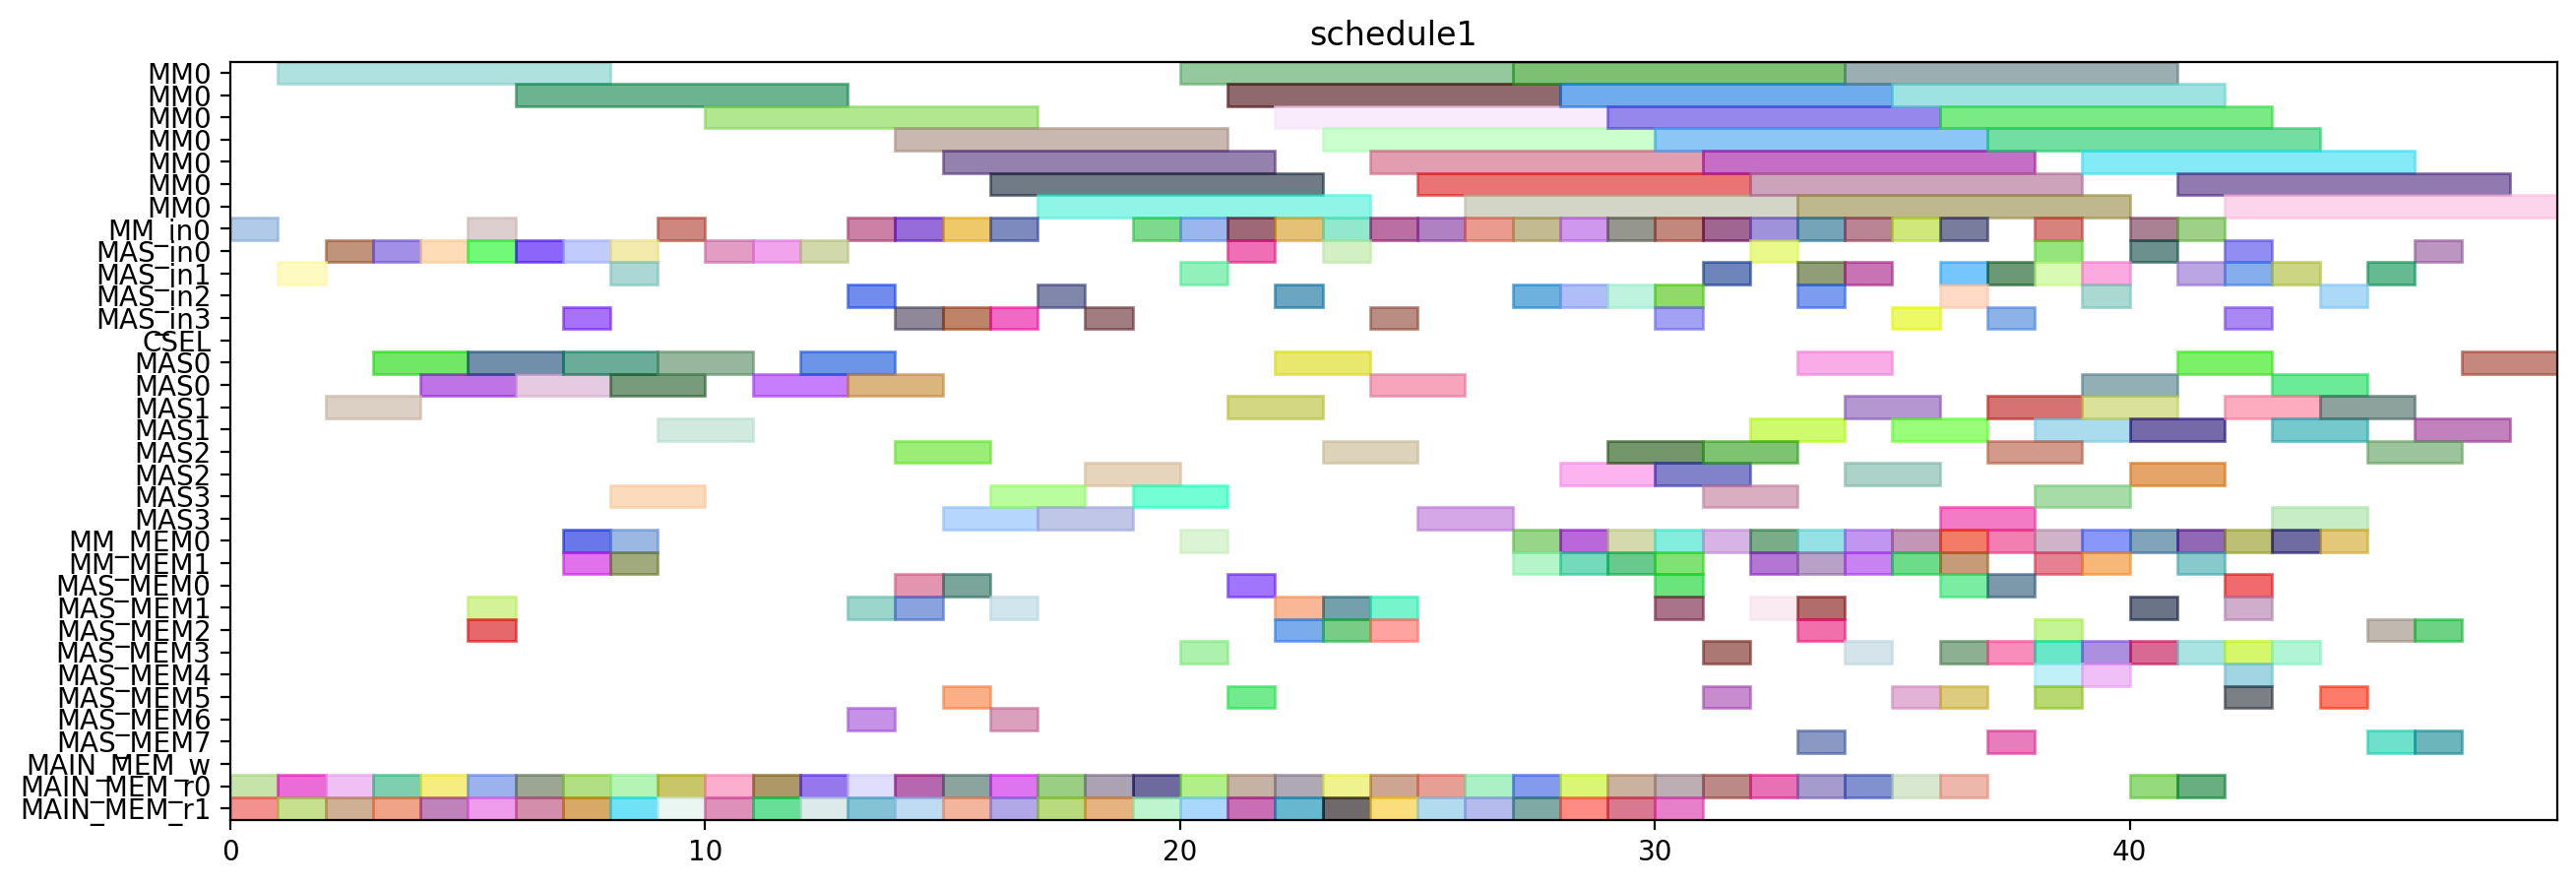 schedule1
MM0
MM0
MM0
MM0
MM0
MM0
MM0
MM_in0
MAS_in0
MAS_in1
MAS_in2
MAS_in3
CSEL
MAS0
MAS0
MAS1
MAS1
MAS2
MAS2
MAS3
MAS3
MM_MEM0
MM_MEM1
MAS_MEM0
MAS_MEM1
MAS_MEM2
MAS_MEM3
MAS_MEM4
MAS_MEM5
MAS_MEM6
MAS_MEM7
MAIN_MEM_w
MAIN_MEM_r0
MAIN_MEM_r1
0 10 20 30 40